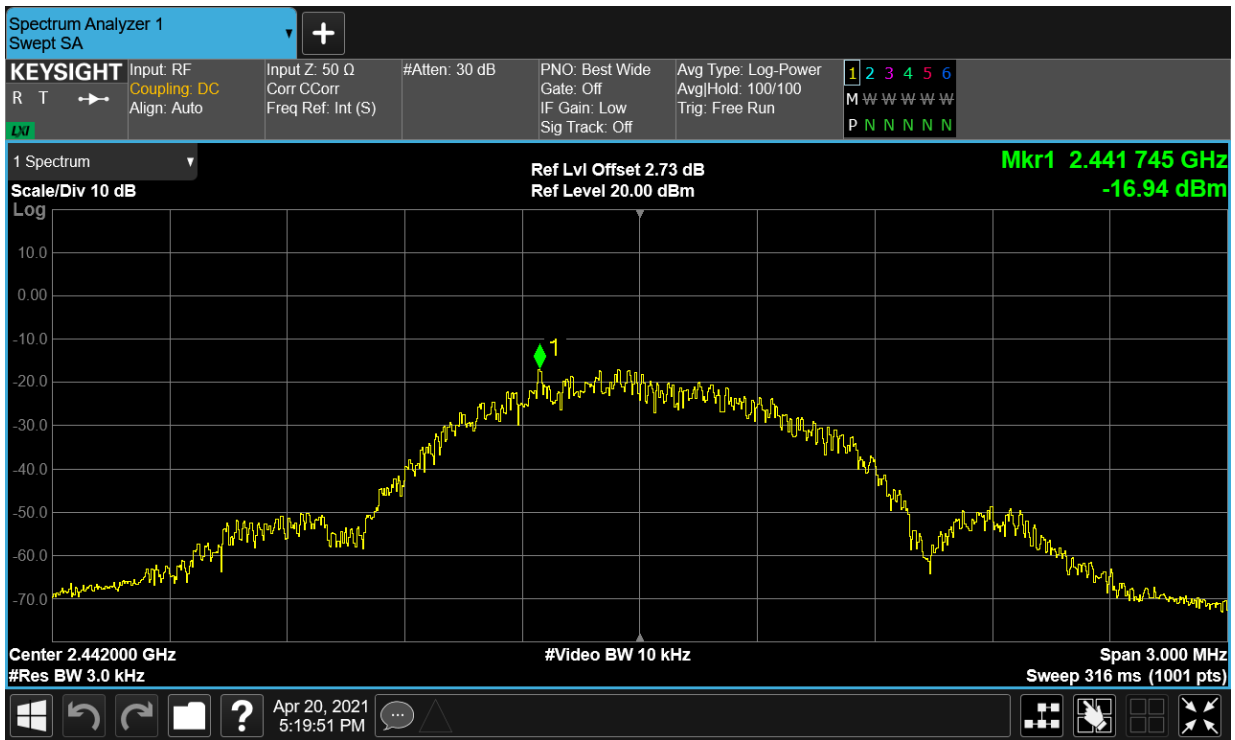 Spectrum Analyzer 1
Swept SA
KEYSIGHT
R T
LXI
Input: RF
Coupling: DC
Align: Auto
Input Z: 50 Ω
Corr CCorr
Freq Ref: Int (S)
#Atten: 30 dB
PNO: Best Wide
Gate: Off
IF Gain: Low
Sig Track: Off
Avg Type: Log-Power
Avg|Hold: 100/100
Trig: Free Run
1 2 3 4 5 6
M W W W W W
P N N N N N
1 Spectrum
Scale/Div 10 dB
Log
Ref Lvl Offset 2.73 dB
Ref Level 20.00 dBm
Mkr1 2.441 745 GHz
-16.94 dBm
10.0
0.00
-10.0
-20.0
-30.0
-40.0
-50.0
-60.0
-70.0
1
Center 2.442000 GHz
#Res BW 3.0 kHz
#Video BW 10 kHz
Span 3.000 MHz
Sweep 316 ms (1001 pts)
?
Apr 20, 2021
5:19:51 PM